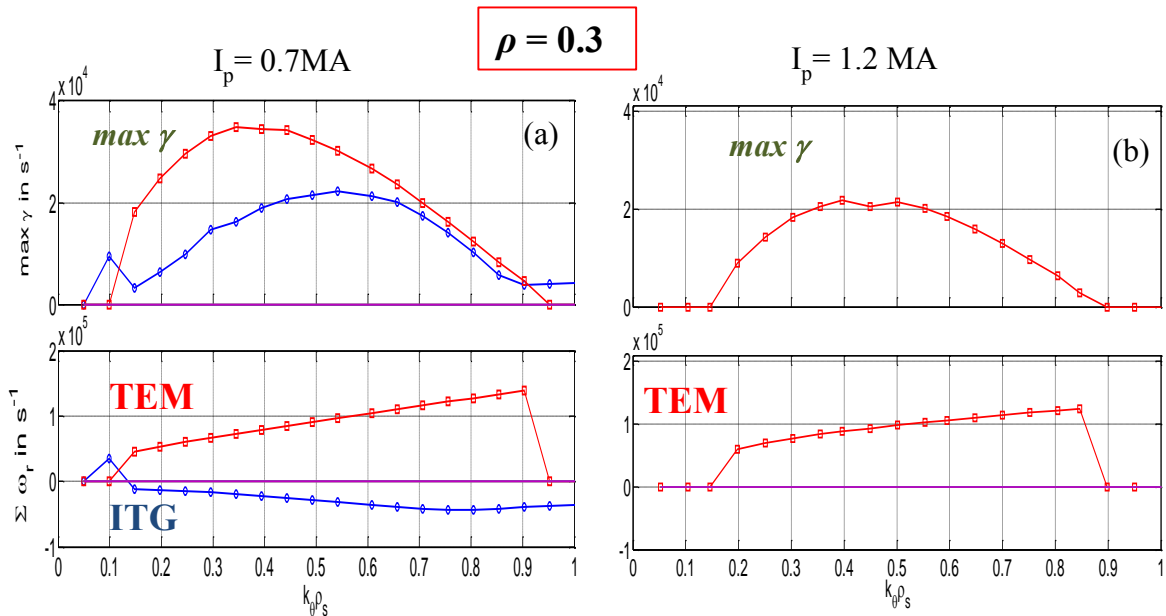 ρ = 0.3
I_p= 0.7MA
I_p= 1.2 MA
x 10^4
4
2
0
max γ in s^-1
max γ
(a)
x 10^4
4
2
0
max γ
(b)
x 10^5
2
1
0
-1
Σ ω_r in s^-1
TEM
ITG
0 0.1 0.2 0.3 0.4 0.5 0.6 0.7 0.8 0.9 1
k_θρ_s
x 10^5
2
1
0
-1
TEM
0 0.1 0.2 0.3 0.4 0.5 0.6 0.7 0.8 0.9 1
k_θρ_s